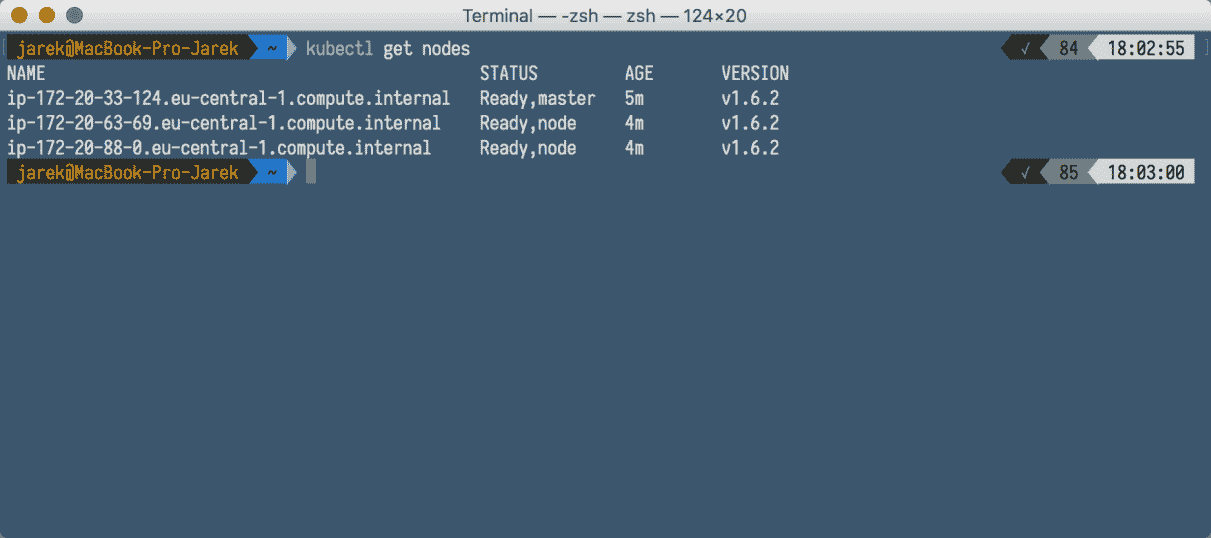 Terminal — -zsh — zsh — 124×20
jarek@MacBook-Pro-Jarek ~ kubectl get nodes √ 84 18:02:55
NAME STATUS AGE VERSION
ip-172-20-33-124.eu-central-1.compute.internal Ready,master 5m v1.6.2
ip-172-20-63-69.eu-central-1.compute.internal Ready,node 4m v1.6.2
ip-172-20-88-0.eu-central-1.compute.internal Ready,node 4m v1.6.2
jarek@MacBook-Pro-Jarek ~ √ 85 18:03:00